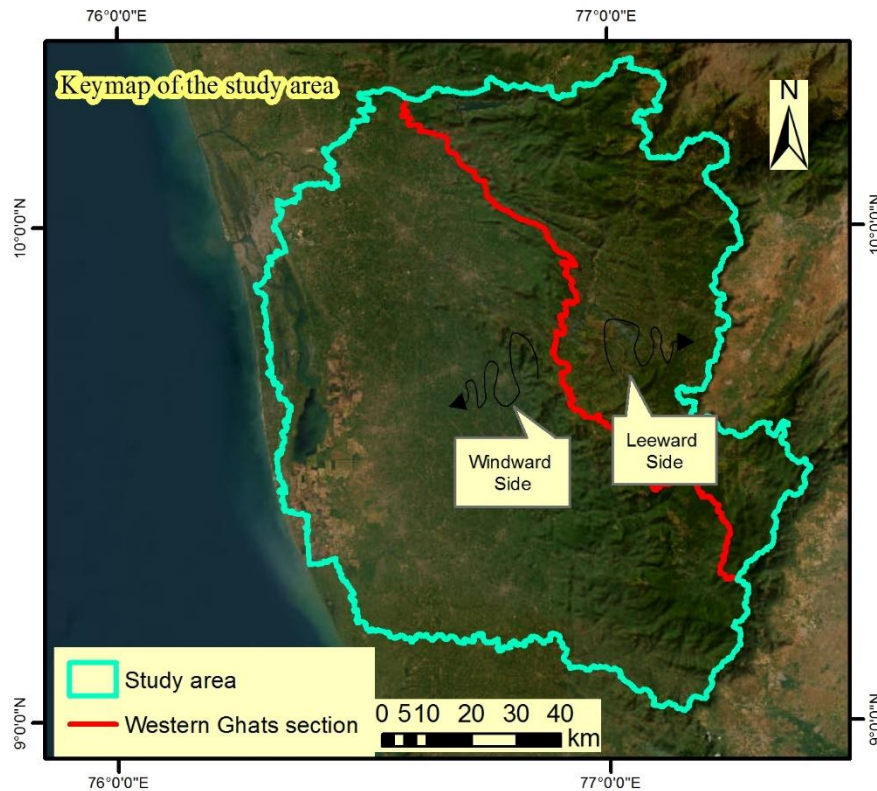 76°0'0"E
77°0'0"E
Keymap of the study area
N
10°0'0"N
10°0'0"N
Windward
Side
Leeward
Side
Study area
Western Ghats section
0 5 10 20 30 40
km
9°0'0"N
9°0'0"N
76°0'0"E
77°0'0"E